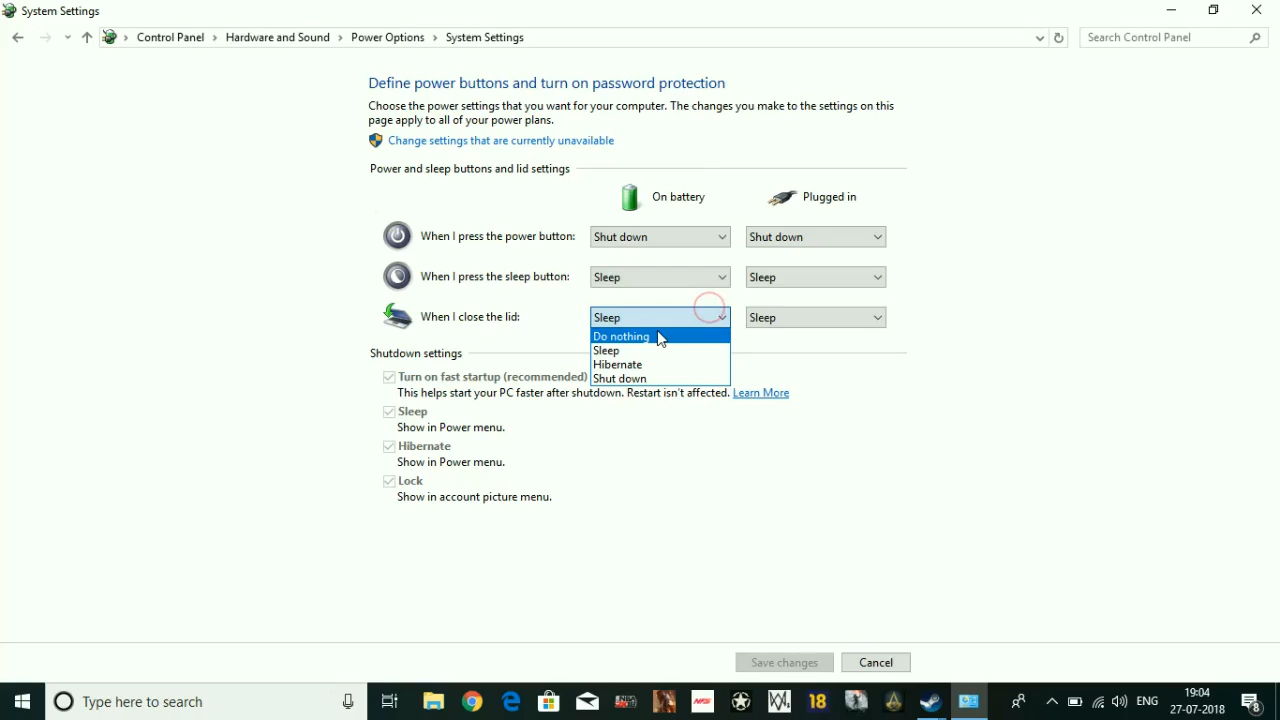 System Settings
Control Panel > Hardware and Sound > Power Options > System Settings
Search Control Panel
Define power buttons and turn on password protection
Choose the power settings that you want for your computer. The changes you make to the settings on this
page apply to all of your power plans.
Change settings that are currently unavailable
Power and sleep buttons and lid settings
On battery Plugged in
When I press the power button: Shut down Shut down
When I press the sleep button: Sleep Sleep
When I close the lid: Sleep Sleep
Do nothing
Sleep
Hibernate
Shut down
Shutdown settings
Turn on fast startup (recommended)
This helps start your PC faster after shutdown. Restart isn't affected. Learn More
Sleep
Show in Power menu.
Hibernate
Show in Power menu.
Lock
Show in account picture menu.
Save changes Cancel
Type here to search
NFS
18
ENG
19:04
27-07-2018
8